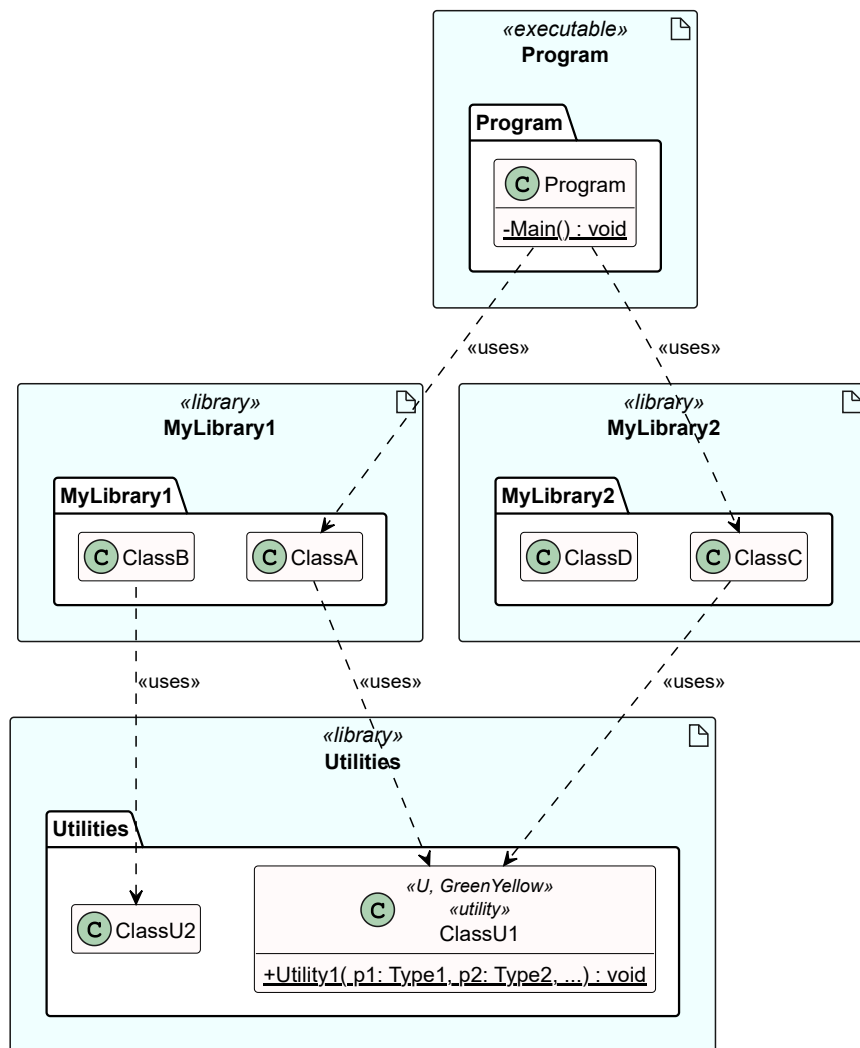 «executable»
Program
Program
C Program
-Main() : void
«uses»
«uses»
«library»
MyLibrary1
«library»
MyLibrary2
MyLibrary1
C ClassB
C ClassA
MyLibrary2
C ClassD
C ClassC
«uses»
«uses»
«uses»
«library»
Utilities
Utilities
C ClassU2
«U, GreenYellow»
«utility»
C
ClassU1
+Utility1( p1: Type1, p2: Type2, ...) : void